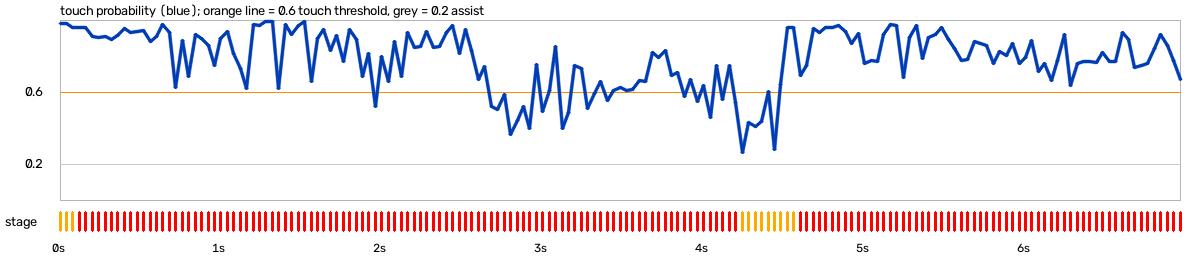 touch probability (blue); orange line = 0.6 touch threshold, grey = 0.2 assist
0.6
0.2
stage
0s 1s 2s 3s 4s 5s 6s